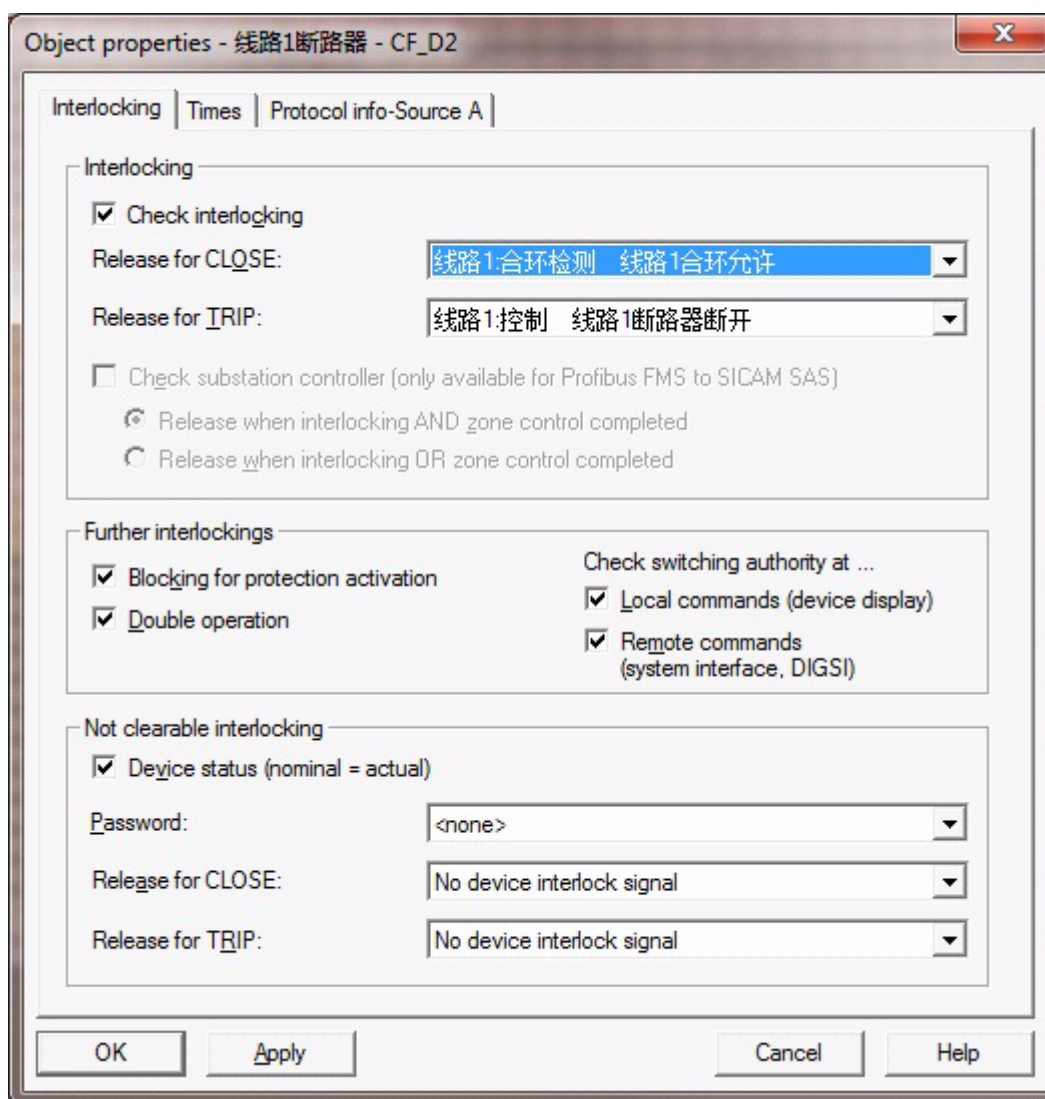 Object properties - 线路1断路器 - CF_D2
Interlocking Times Protocol info-Source A
Interlocking
Check interlocking
Release for CLOSE: 线路1:合环检测 线路1合环允许
Release for TRIP: 线路1:控制 线路1断路器断开
Check substation controller (only available for Profibus FMS to SICAM SAS)
Release when interlocking AND zone control completed
Release when interlocking OR zone control completed
Further interlockings
Blocking for protection activation
Double operation
Check switching authority at ...
Local commands (device display)
Remote commands
(system interface, DIGSI)
Not clearable interlocking
Device status (nominal = actual)
Password: <none>
Release for CLOSE: No device interlock signal
Release for TRIP: No device interlock signal
OK Apply Cancel Help